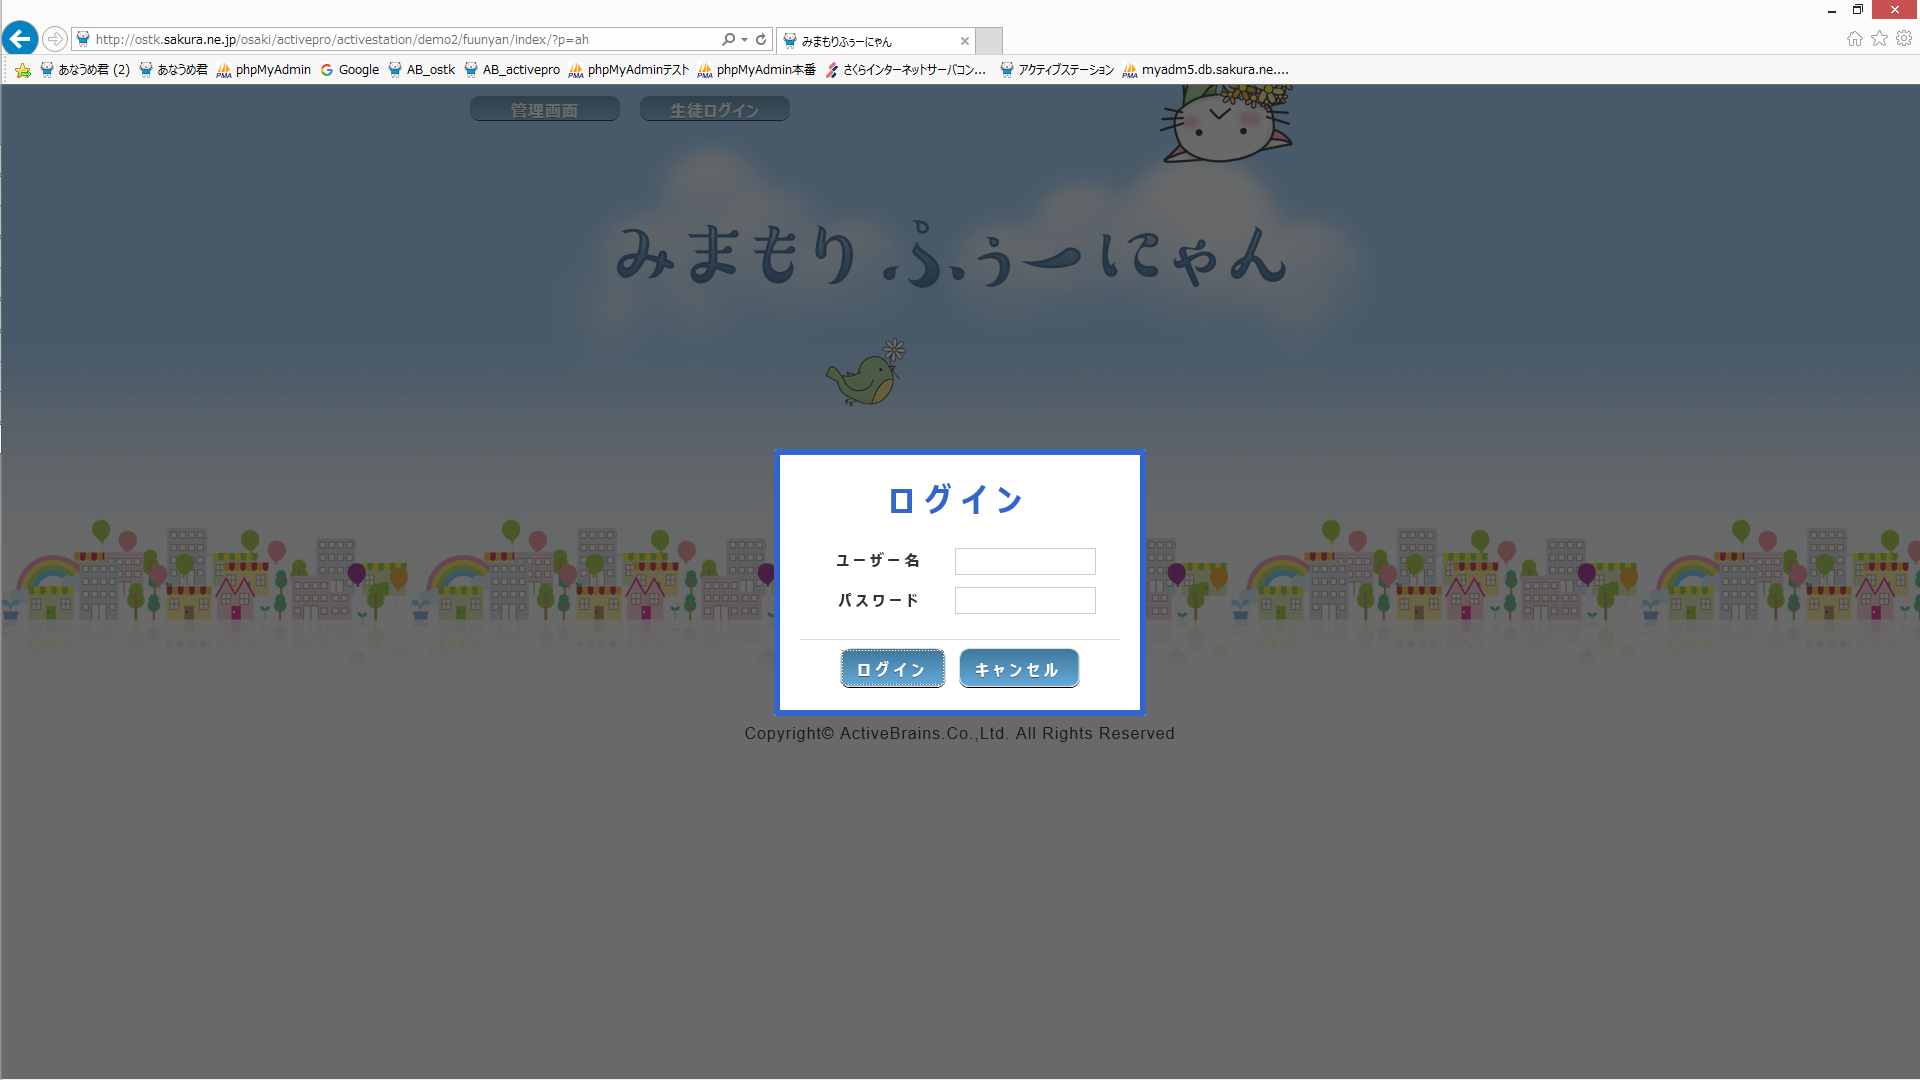 http://ostk.sakura.ne.jp/osaki/activepro/activestation/demo2/fuunyan/index/?p=ah
みまもりふぅーにゃん
あなうめ君 (2)
あなうめ君
phpMyAdmin
Google
AB_ostk
AB_activepro
phpMyAdminテスト
phpMyAdmin本番
さくらインターネットサーバコン...
アクティブステーション
myadm5.db.sakura.ne....
管理画面
生徒ログイン
みまもりふぅーにゃん
ログイン
ユーザー名
パスワード
ログイン
キャンセル
Copyright© ActiveBrains.Co.,Ltd. All Rights Reserved